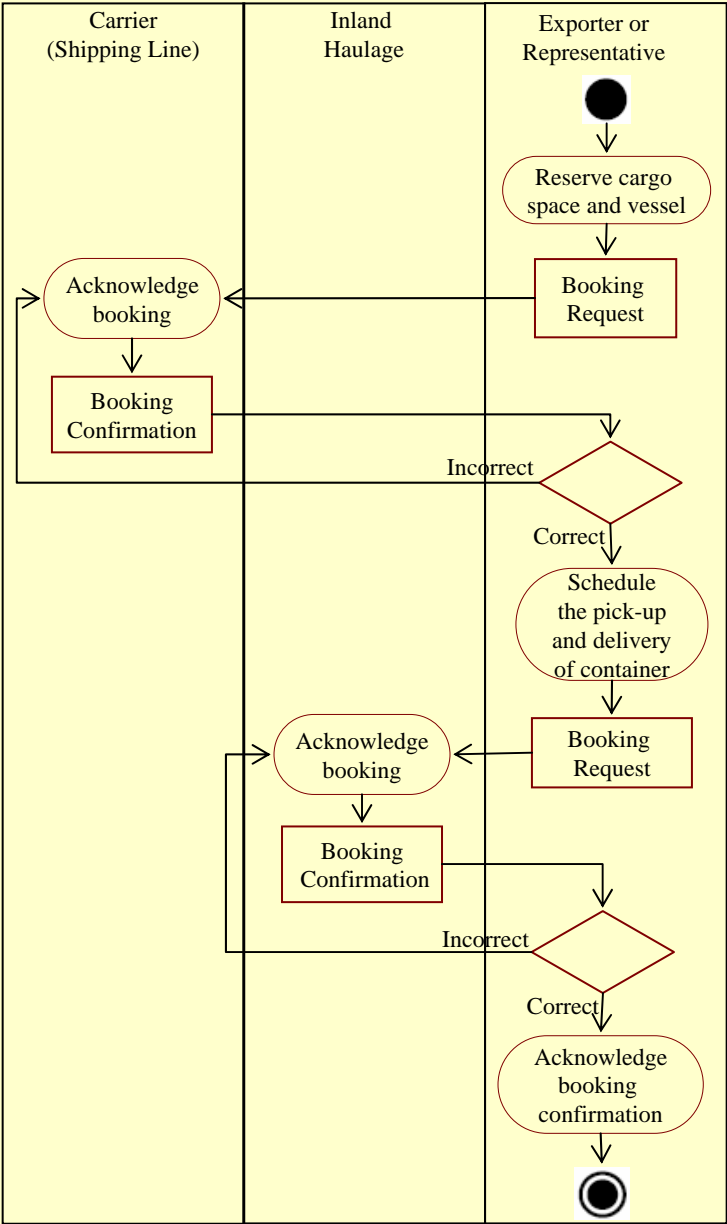 Carrier
(Shipping Line)
Inland
Haulage
Exporter or
Representative
Reserve cargo
space and vessel
Booking
Request
Acknowledge
booking
Booking
Confirmation
Incorrect
Correct
Schedule
the pick-up
and delivery
of container
Booking
Request
Acknowledge
booking
Booking
Confirmation
Incorrect
Correct
Acknowledge
booking
confirmation